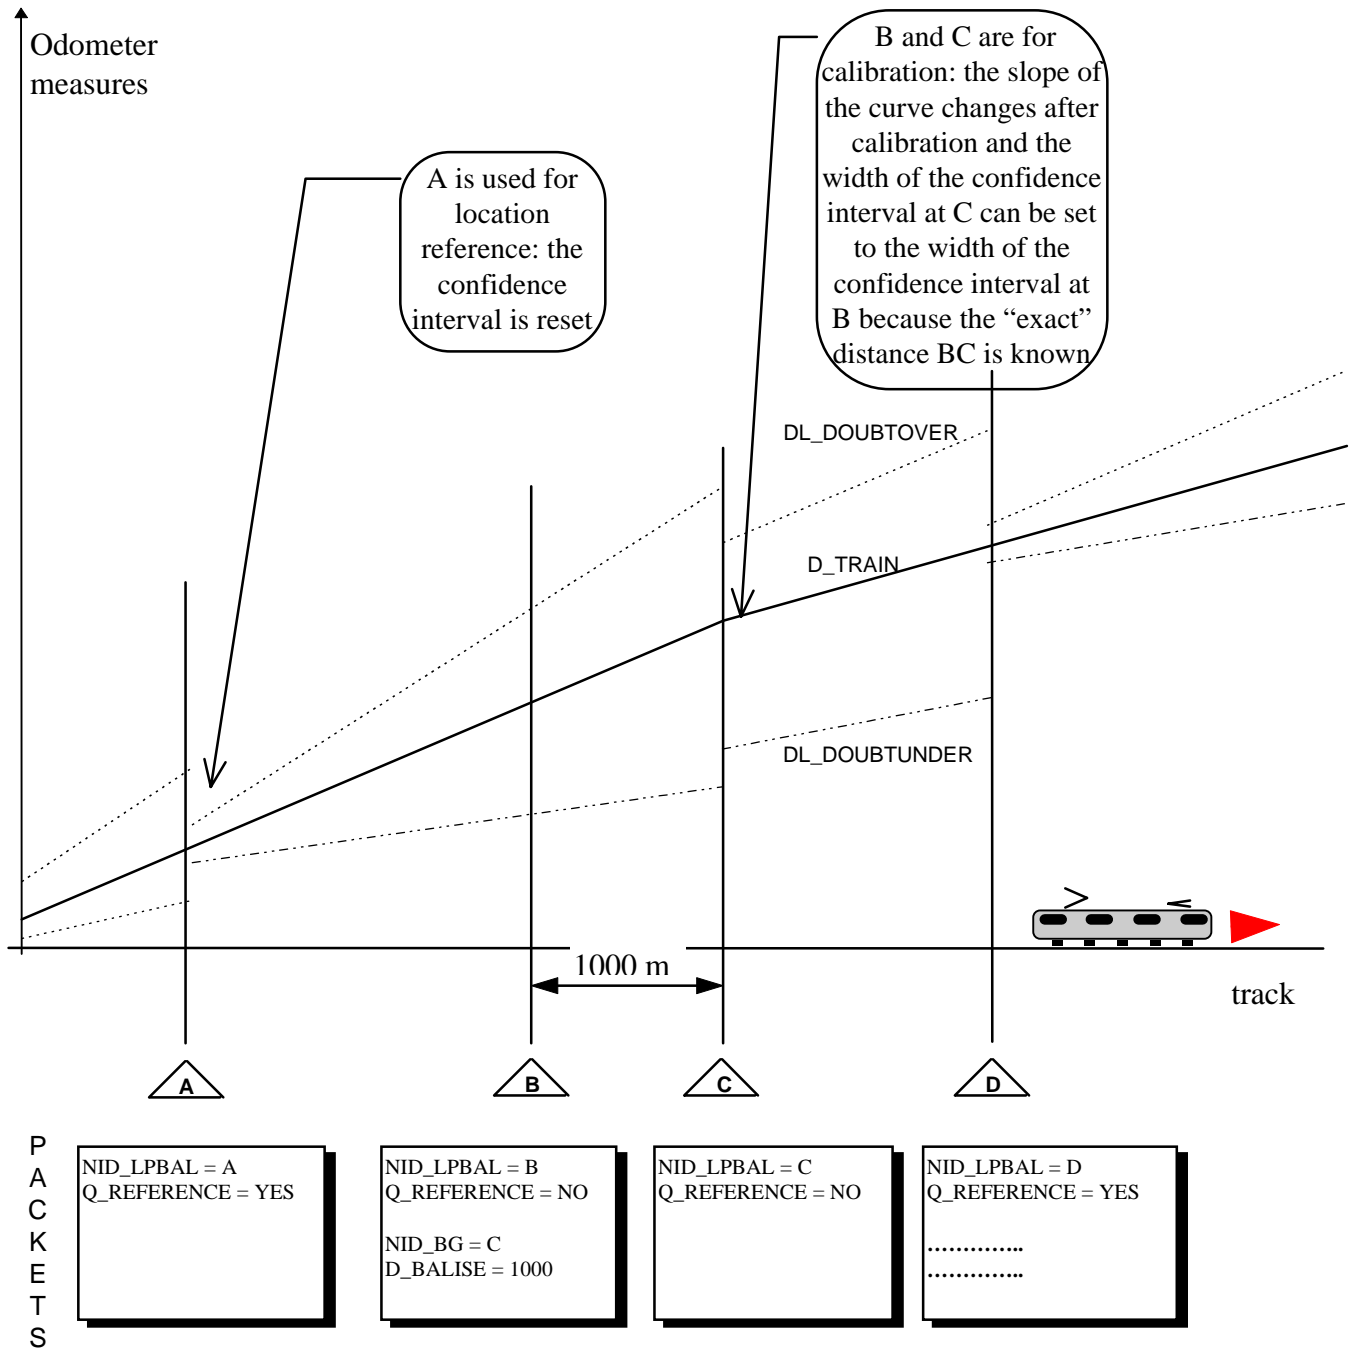 Odometer
measures
A is used for
location
reference: the
confidence
interval is reset
B and C are for
calibration: the slope of
the curve changes after
calibration and the
width of the confidence
interval at C can be set
to the width of the
confidence interval at
B because the “exact”
distance BC is known
DL_DOUBTOVER
D_TRAIN
DL_DOUBTUNDER
1000 m
track
A
B
C
D
P
A
C
K
E
T
S
NID_LPBAL = A
Q_REFERENCE = YES
NID_LPBAL = B
Q_REFERENCE = NO
NID_BG = C
D_BALISE = 1000
NID_LPBAL = C
Q_REFERENCE = NO
NID_LPBAL = D
Q_REFERENCE = YES
…………..
…………..